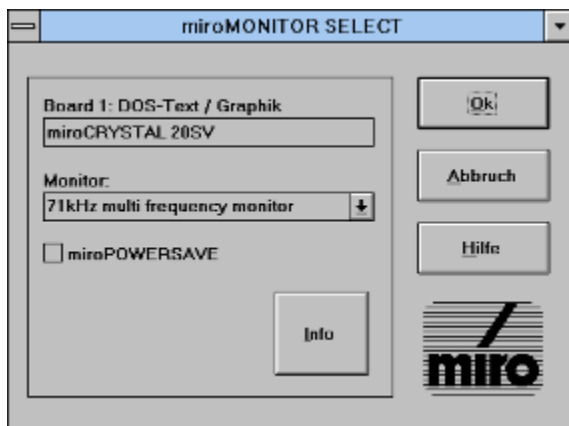 miroMONITOR SELECT
Board 1: DOS-Text / Graphik
miroCRYSTAL 20SV
Monitor:
71kHz multi frequency monitor
miroPOWERSAVE
Info
Ok
Abbruch
Hilfe
miro